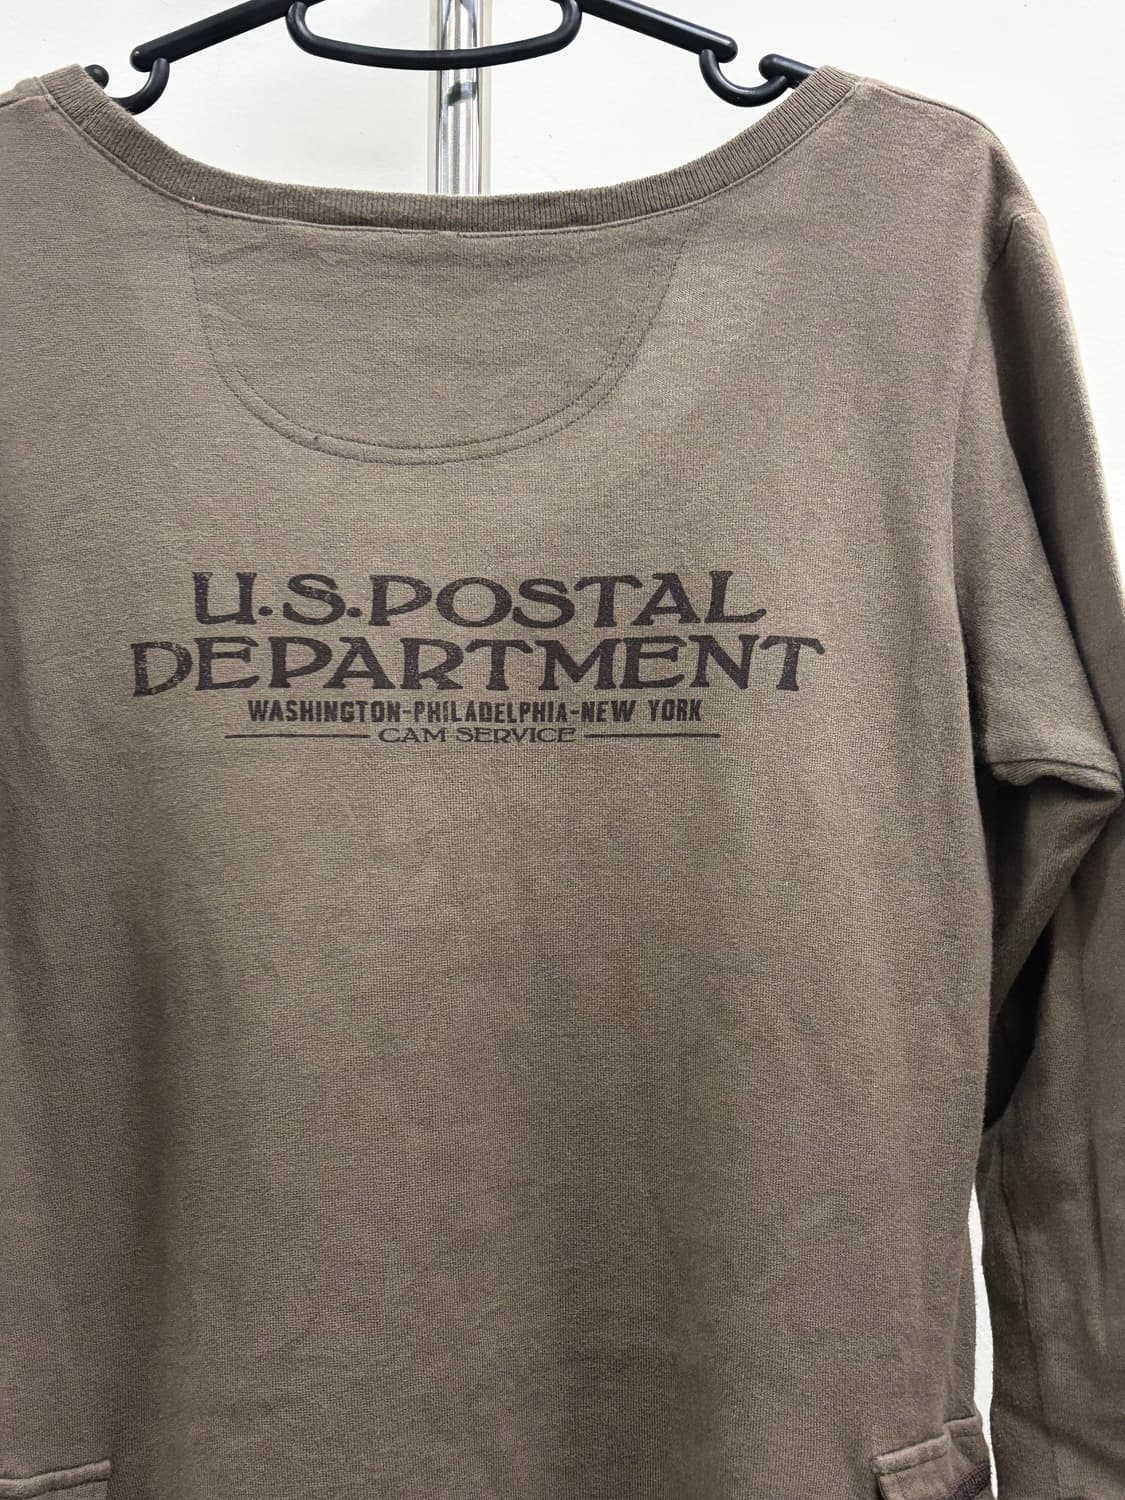 U.S.POSTAL
DEPARTMENT
WASHINGTON-PHILADELPHIA-NEW YORK
CAM SERVICE